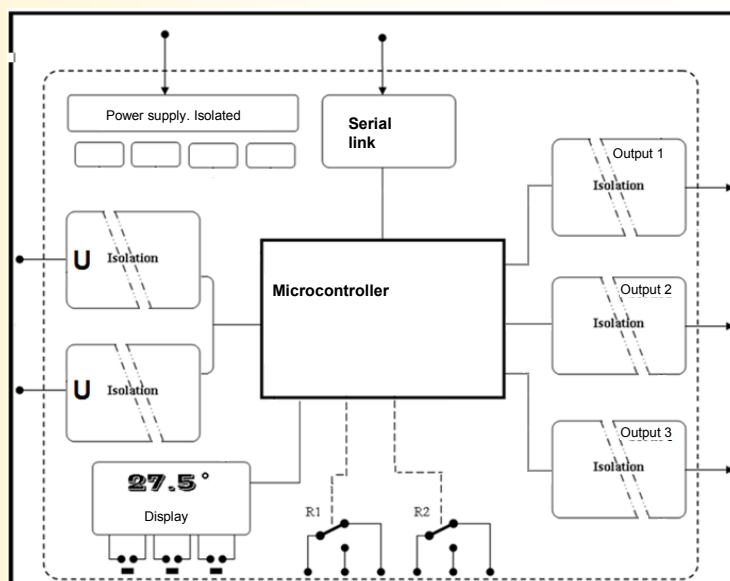 Power supply. Isolated
Serial
link
Output 1
Isolation
U Isolation
Microcontroller
Output 2
Isolation
U Isolation
Output 3
Isolation
27.5°
Display
R1
R2